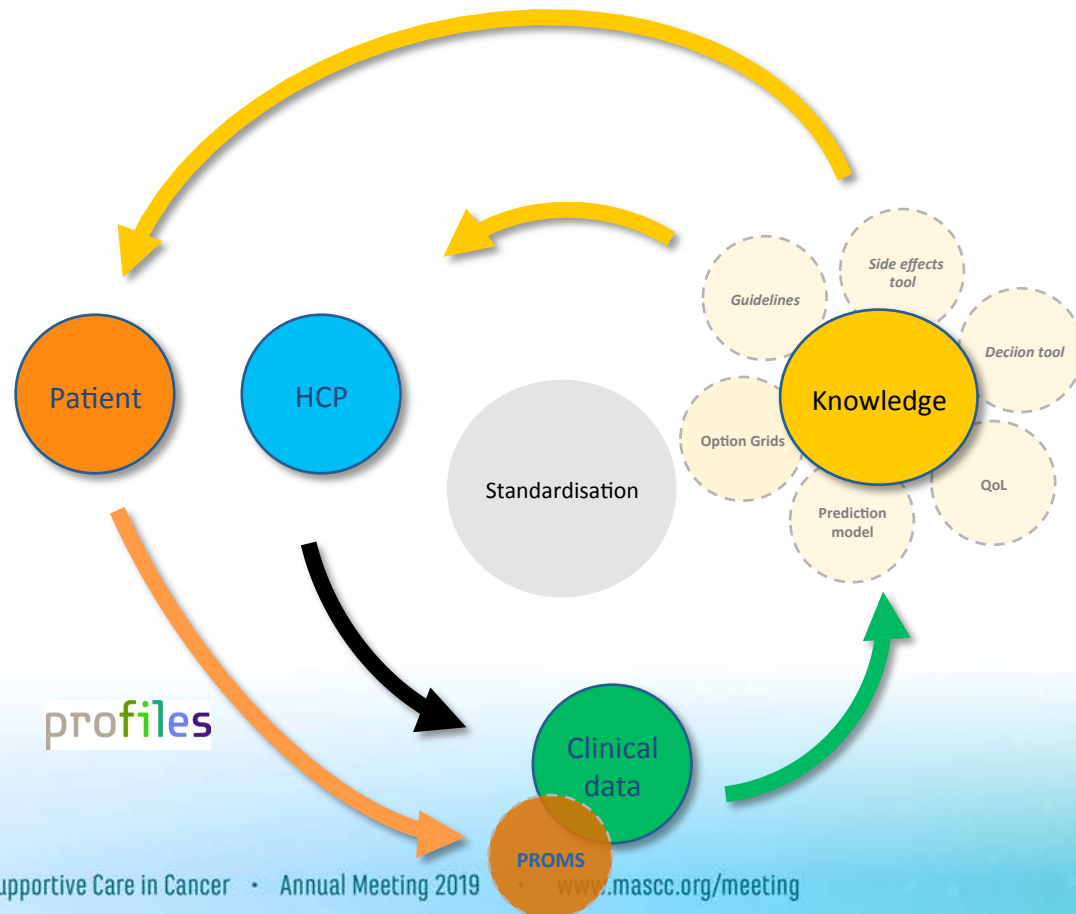 Side effects
tool
Guidelines
Deciion tool
Patient
HCP
Knowledge
Option Grids
Standardisation
QoL
Prediction
model
profiles
Clinical
data
PROMS
upportive Care in Cancer · Annual Meeting 2019 · www.mascc.org/meeting